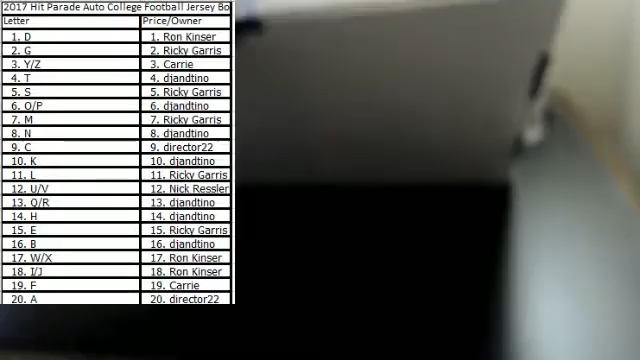 2017 Hit Parade Auto College Football Jersey Bo
Letter Price/Owner
1. D 1. Ron Kinser
2. G 2. Ricky Garris
3. Y/Z 3. Carrie
4. T 4. djandtino
5. S 5. Ricky Garris
6. O/P 6. djandtino
7. M 7. Ricky Garris
8. N 8. djandtino
9. C 9. director22
10. K 10. djandtino
11. L 11. Ricky Garris
12. U/V 12. Nick Ressler
13. Q/R 13. djandtino
14. H 14. djandtino
15. E 15. Ricky Garris
16. B 16. djandtino
17. W/X 17. Ron Kinser
18. I/J 18. Ron Kinser
19. F 19. Carrie
20. A 20. director22